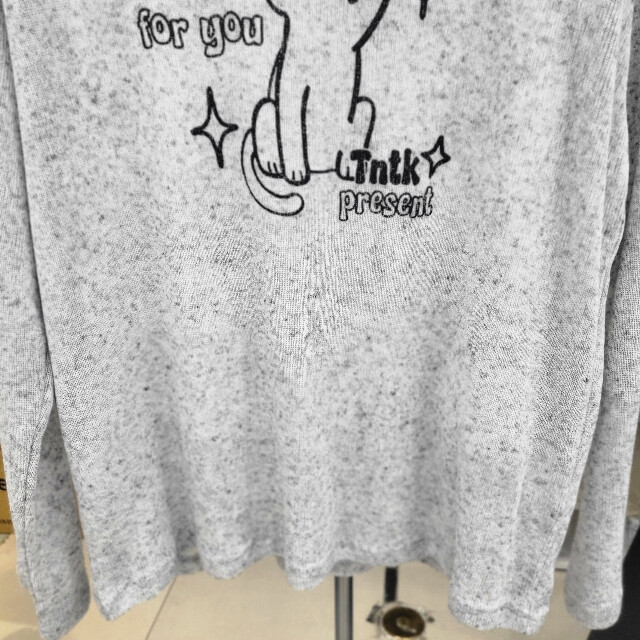 for you
Tntk
present